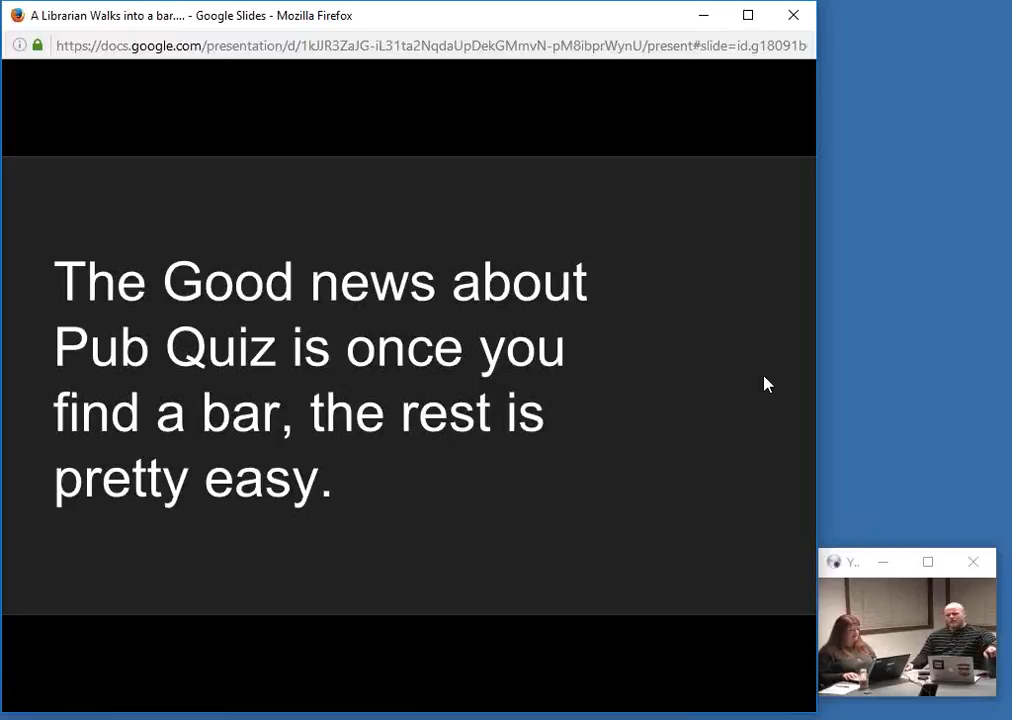 A Librarian Walks into a bar.... - Google Slides - Mozilla Firefox
https://docs.google.com/presentation/d/1kJJR3ZaJG-iL31ta2NqdaUpDekGMmvN-pM8ibprWynU/present#slide=id.g18091b
The Good news about
Pub Quiz is once you
find a bar, the rest is
pretty easy.
Y..